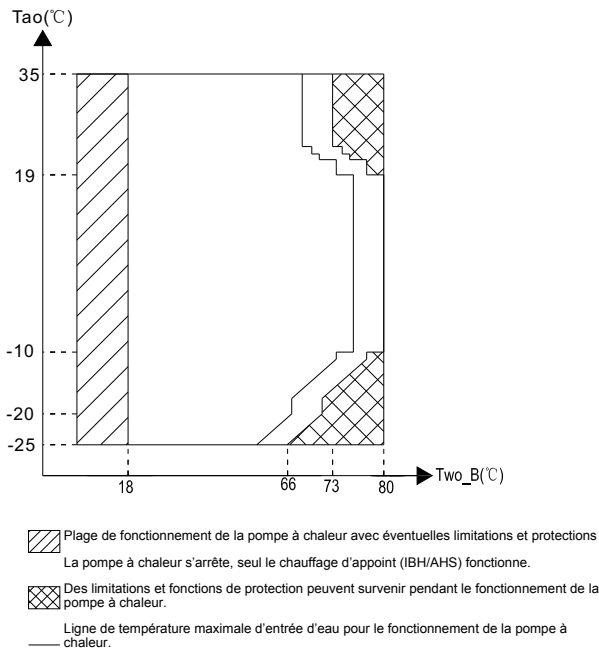 Tao(℃)
35
19
-10
-20
-25
18
66
73
80
Two_B(℃)
Plage de fonctionnement de la pompe à chaleur avec éventuelles limitations et protections
La pompe à chaleur s'arrête, seul le chauffage d'appoint (IBH/AHS) fonctionne.
Des limitations et fonctions de protection peuvent survenir pendant le fonctionnement de la
pompe à chaleur.
Ligne de température maximale d'entrée d'eau pour le fonctionnement de la pompe à
chaleur.